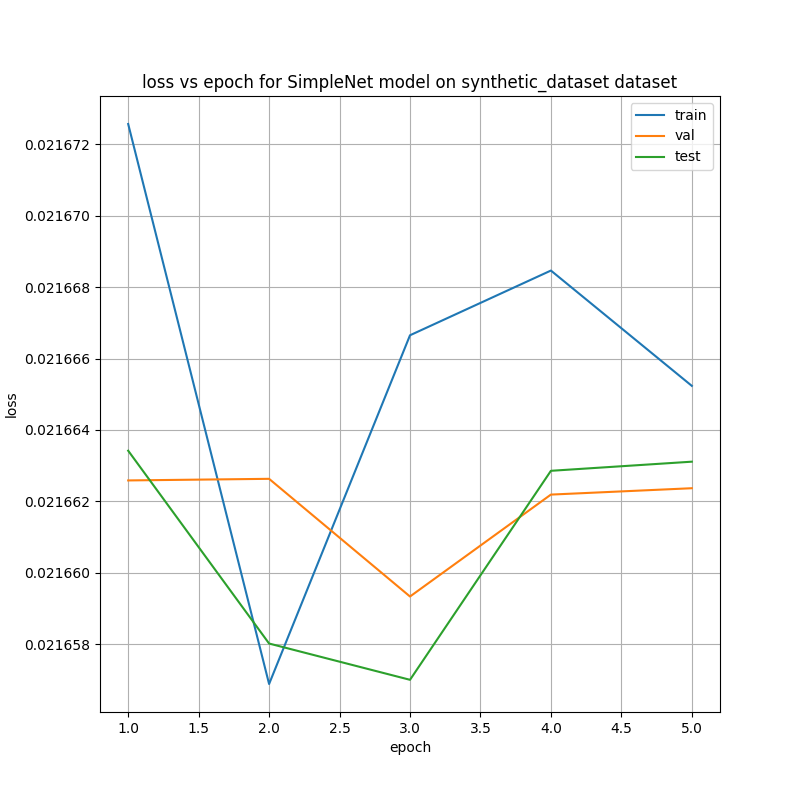 loss vs epoch for SimpleNet model on synthetic_dataset dataset
train
val
test
0.021672
0.021670
0.021668
0.021666
0.021664
0.021662
0.021660
0.021658
loss
1.0 1.5 2.0 2.5 3.0 3.5 4.0 4.5 5.0
epoch